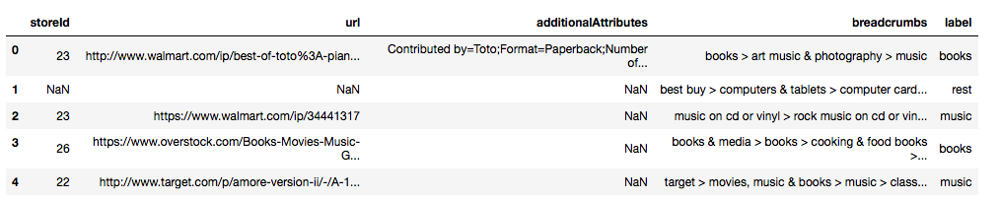 storeId url additionalAttributes breadcrumbs label
0 23 http://www.walmart.com/ip/best-of-toto%3A-pian... Contributed by=Toto;Format=Paperback;Number of... books > art music & photography > music books
1 NaN NaN NaN best buy > computers & tablets > computer card... rest
2 23 https://www.walmart.com/ip/34441317 NaN music on cd or vinyl > rock music on cd or vin... music
3 26 https://www.overstock.com/Books-Movies-Music-G... NaN books & media > books > cooking & food books >... books
4 22 http://www.target.com/p/amore-version-ii/-/A-1... NaN target > movies, music & books > music > class... music